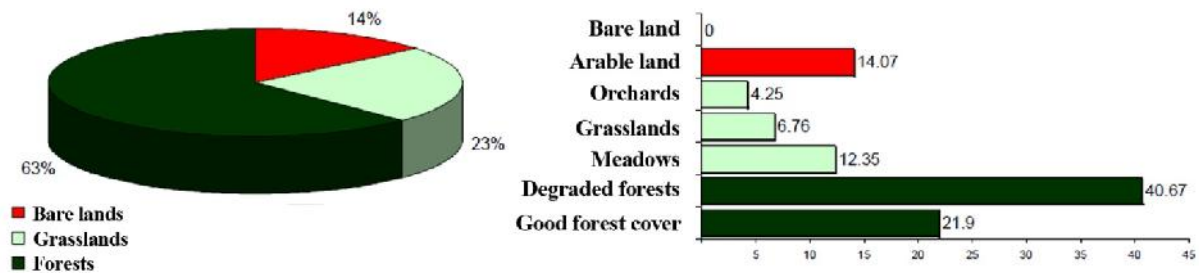 14%
23%
63%
Bare lands
Grasslands
Forests
Bare land 0
Arable land 14.07
Orchards 4.25
Grasslands 6.76
Meadows 12.35
Degraded forests 40.67
Good forest cover 21.9
5 10 15 20 25 30 35 40 45